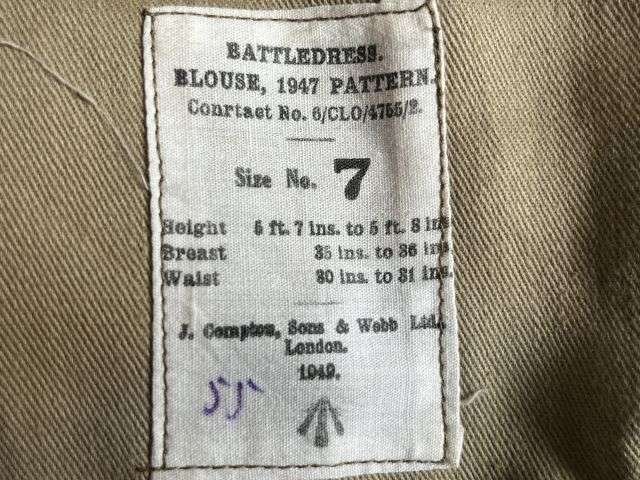 BATTLEDRESS.
BLOUSE, 1947 PATTERN.
Conrtact No. 6/CLO/4755/2.
Size No. 7
Height 5 ft. 7 ins. to 5 ft. 8 ins
Breast 35 ins. to 36 ins
Waist 30 ins. to 31 ins.
J. Compton, Sons & Webb Ltd.,
London.
1949.